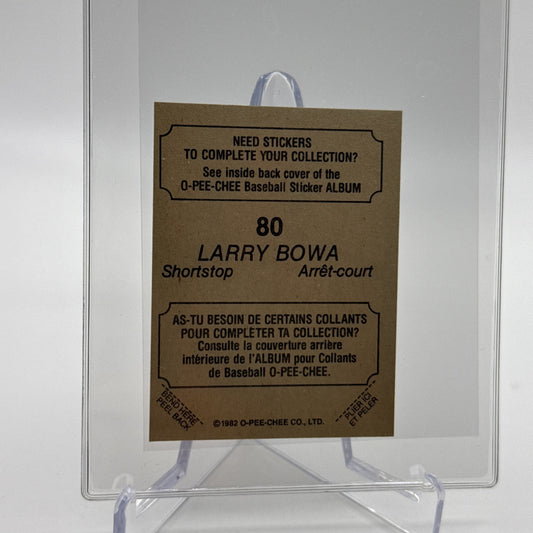 NEED STICKERS
TO COMPLETE YOUR COLLECTION?
See inside back cover of the
O-PEE-CHEE Baseball Sticker ALBUM
80
LARRY BOWA
Shortstop Arrêt-court
AS-TU BESOIN DE CERTAINS COLLANTS
POUR COMPLÉTER TA COLLECTION?
Consulte la couverture arrière
intérieure de l'ALBUM pour Collants
de Baseball O-PEE-CHEE.
BEND HERE
PEEL BACK
PLIER ICI
ET PELER
©1982 O-PEE-CHEE CO., LTD.